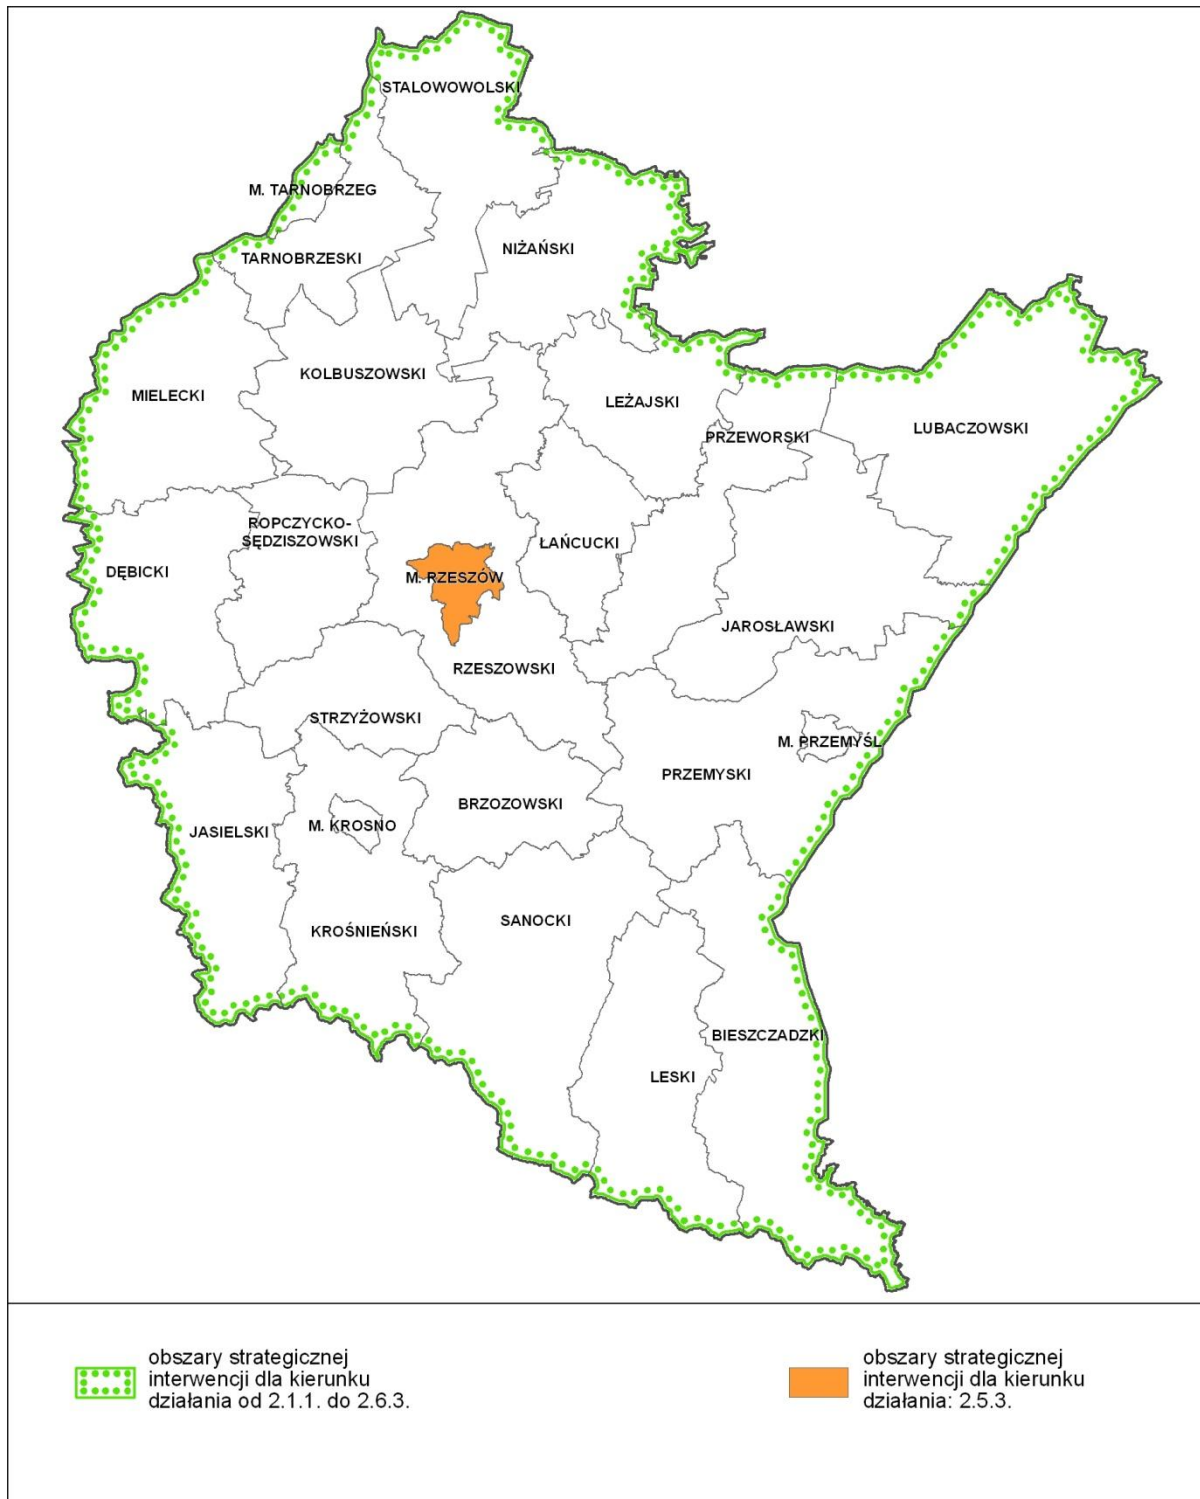 STALOWOWOLSKI
M. TARNOBRZEG
NIŻAŃSKI
TARNOBRZESKI
KOLBUSZOWSKI
MIELECKI
LEŻAJSKI
LUBACZOWSKI
PRZEWORSKI
ROPCZYCKO-
SĘDZISZOWSKI
ŁAŃCUCKI
DĘBICKI
M. RZESZÓW
JAROSŁAWSKI
RZESZOWSKI
STRZYŻOWSKI
M. PRZEMYŚL
PRZEMYSKI
BRZOZOWSKI
M. KROSNO
JASIELSKI
SANOCKI
KROŚNIEŃSKI
BIESZCZADZKI
LESKI
obszary strategicznej
interwencji dla kierunku
działania od 2.1.1. do 2.6.3.
obszary strategicznej
interwencji dla kierunku
działania: 2.5.3.